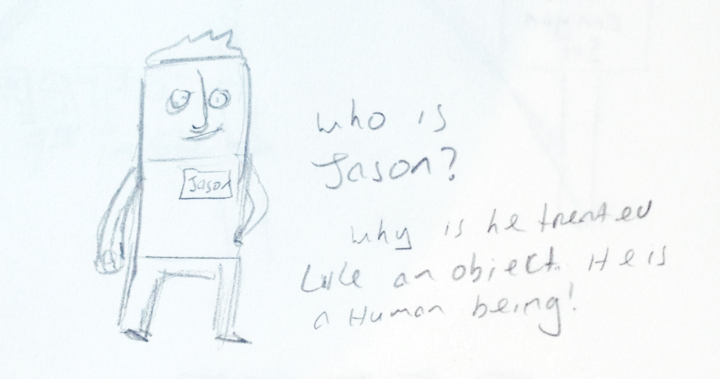 Jason
who is
Jason?
why is he treated
Like an object. He is
a Human being!